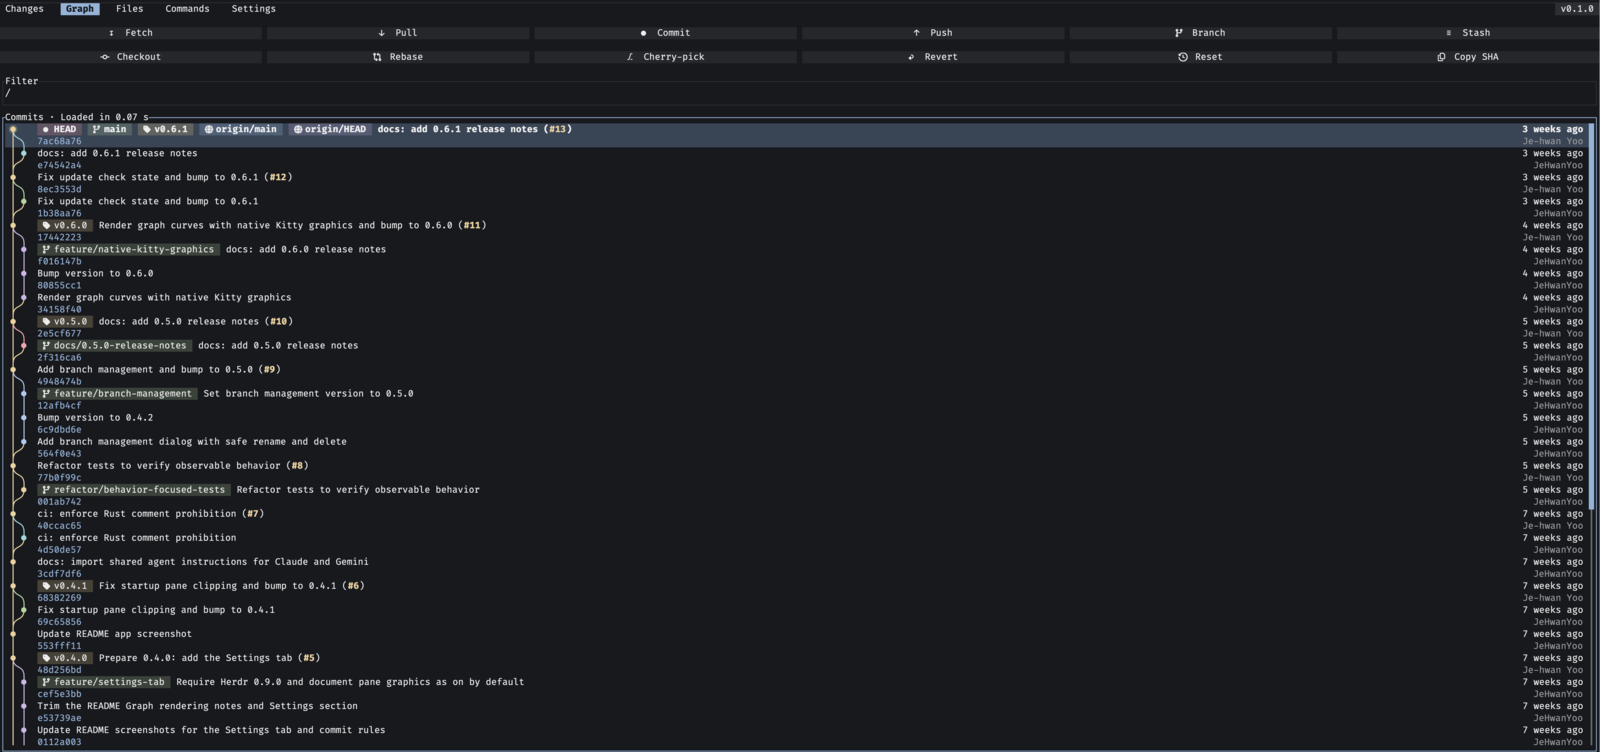 Changes Graph Files Commands Settings v0.1.0
Fetch Pull Commit Push Branch Stash
Checkout Rebase Cherry-pick Revert Reset Copy SHA
Filter
/
Commits · Loaded in 0.07 s
HEAD main v0.6.1 origin/main origin/HEAD docs: add 0.6.1 release notes (#13) 3 weeks ago
7ac68a76 Je-hwan Yoo
docs: add 0.6.1 release notes 3 weeks ago
e74542a4 JeHwanYoo
Fix update check state and bump to 0.6.1 (#12) 3 weeks ago
8ec3553d Je-hwan Yoo
Fix update check state and bump to 0.6.1 3 weeks ago
1b38aa76 JeHwanYoo
v0.6.0 Render graph curves with native Kitty graphics and bump to 0.6.0 (#11) 4 weeks ago
17442223 Je-hwan Yoo
feature/native-kitty-graphics docs: add 0.6.0 release notes 4 weeks ago
f016147b JeHwanYoo
Bump version to 0.6.0 4 weeks ago
80855cc1 JeHwanYoo
Render graph curves with native Kitty graphics 4 weeks ago
34158f40 JeHwanYoo
v0.5.0 docs: add 0.5.0 release notes (#10) 5 weeks ago
2e5cf677 Je-hwan Yoo
docs/0.5.0-release-notes docs: add 0.5.0 release notes 5 weeks ago
2f316ca6 JeHwanYoo
Add branch management and bump to 0.5.0 (#9) 5 weeks ago
4948474b Je-hwan Yoo
feature/branch-management Set branch management version to 0.5.0 5 weeks ago
12afb4cf JeHwanYoo
Bump version to 0.4.2 5 weeks ago
6c9dbd6e JeHwanYoo
Add branch management dialog with safe rename and delete 5 weeks ago
564f0e43 JeHwanYoo
Refactor tests to verify observable behavior (#8) 5 weeks ago
77b0f99c Je-hwan Yoo
refactor/behavior-focused-tests Refactor tests to verify observable behavior 5 weeks ago
001ab742 JeHwanYoo
ci: enforce Rust comment prohibition (#7) 7 weeks ago
40ccac65 Je-hwan Yoo
ci: enforce Rust comment prohibition 7 weeks ago
4d50de57 JeHwanYoo
docs: import shared agent instructions for Claude and Gemini 7 weeks ago
3cdf7df6 JeHwanYoo
v0.4.1 Fix startup pane clipping and bump to 0.4.1 (#6) 7 weeks ago
68382269 Je-hwan Yoo
Fix startup pane clipping and bump to 0.4.1 7 weeks ago
69c65856 JeHwanYoo
Update README app screenshot 7 weeks ago
553fff11 JeHwanYoo
v0.4.0 Prepare 0.4.0: add the Settings tab (#5) 7 weeks ago
48d256bd Je-hwan Yoo
feature/settings-tab Require Herdr 0.9.0 and document pane graphics as on by default 7 weeks ago
cef5e3bb JeHwanYoo
Trim the README Graph rendering notes and Settings section 7 weeks ago
e53739ae JeHwanYoo
Update README screenshots for the Settings tab and commit rules 7 weeks ago
0112a003 JeHwanYoo